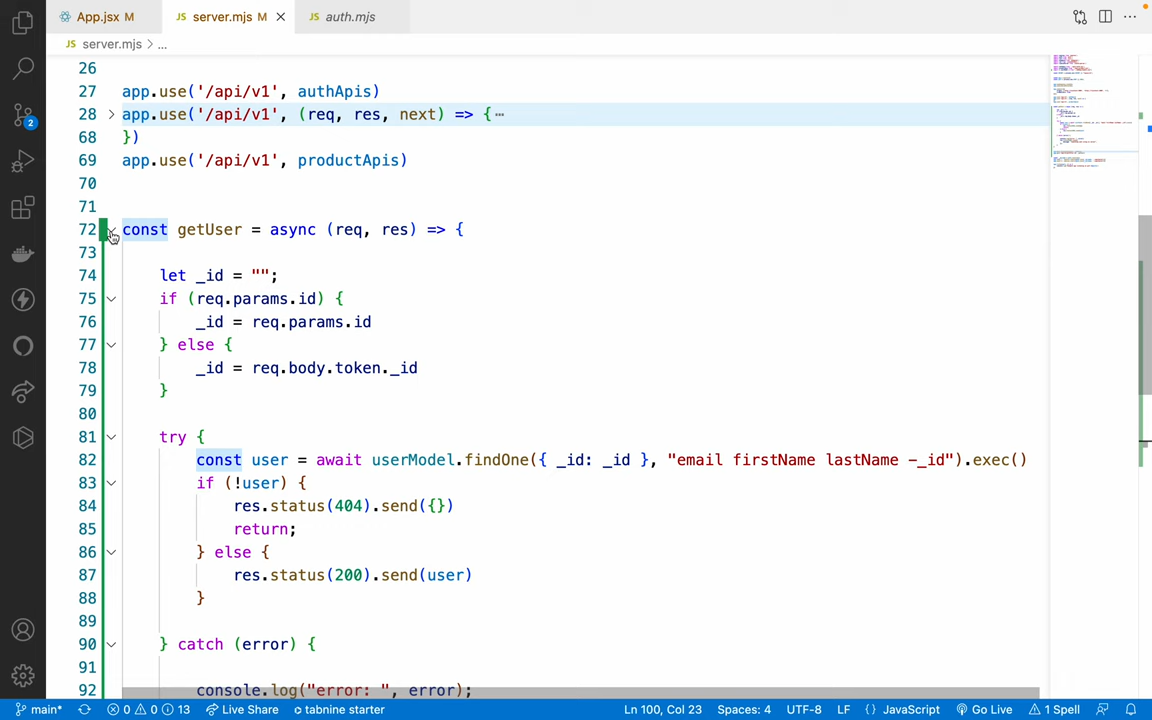 App.jsx M
JS server.mjs M
JS auth.mjs
JS server.mjs > ...
26
27 app.use('/api/v1', authApis)
28 app.use('/api/v1', (req, res, next) => {···
68 })
69 app.use('/api/v1', productApis)
70
71
72 const getUser = async (req, res) => {
73
74 let _id = "";
75 if (req.params.id) {
76 _id = req.params.id
77 } else {
78 _id = req.body.token._id
79 }
80
81 try {
82 const user = await userModel.findOne({ _id: _id }, "email firstName lastName -_id").exec()
83 if (!user) {
84 res.status(404).send({})
85 return;
86 } else {
87 res.status(200).send(user)
88 }
89
90 } catch (error) {
91
92 console.log("error: ", error);
2
main* 0 0 13 Live Share tabnine starter Ln 100, Col 23 Spaces: 4 UTF-8 LF {} JavaScript Go Live 1 Spell